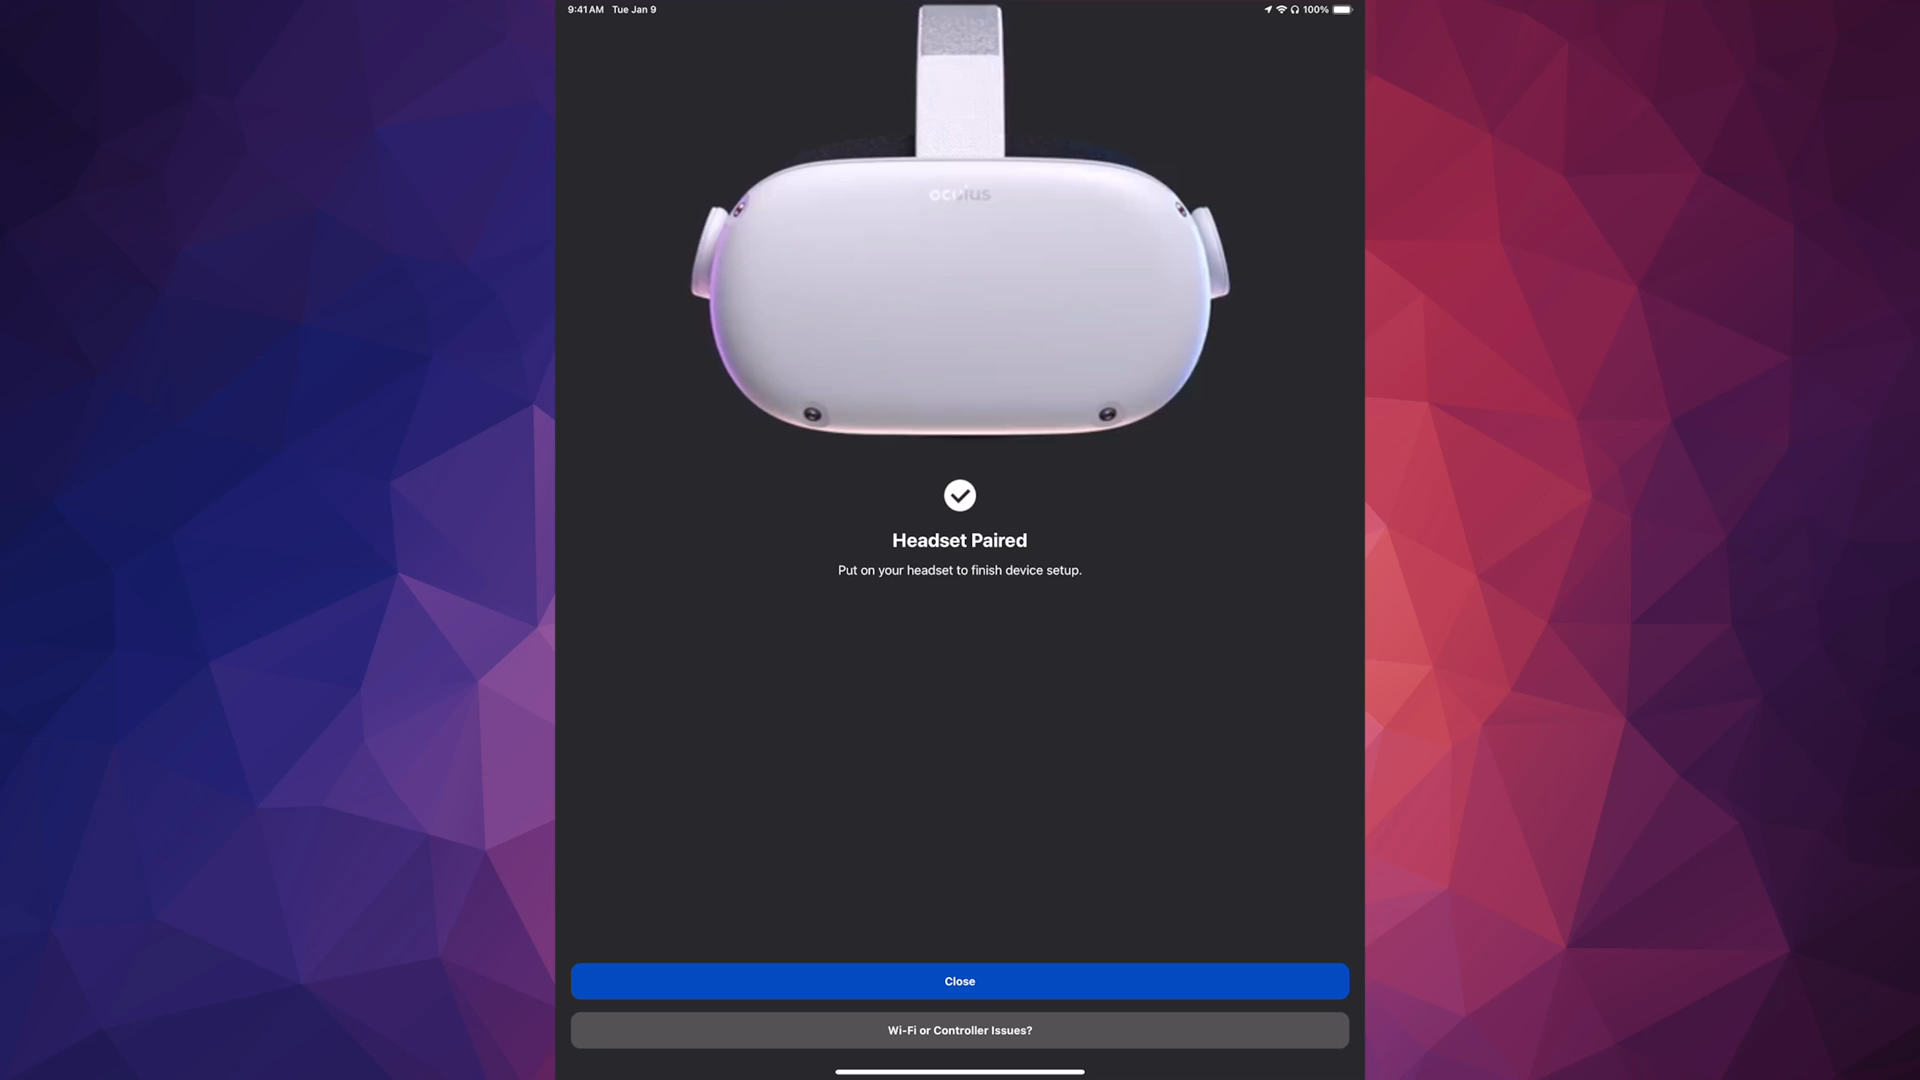 9:41 AM Tue Jan 9
100%
oculus
Headset Paired
Put on your headset to finish device setup.
Close
Wi-Fi or Controller Issues?